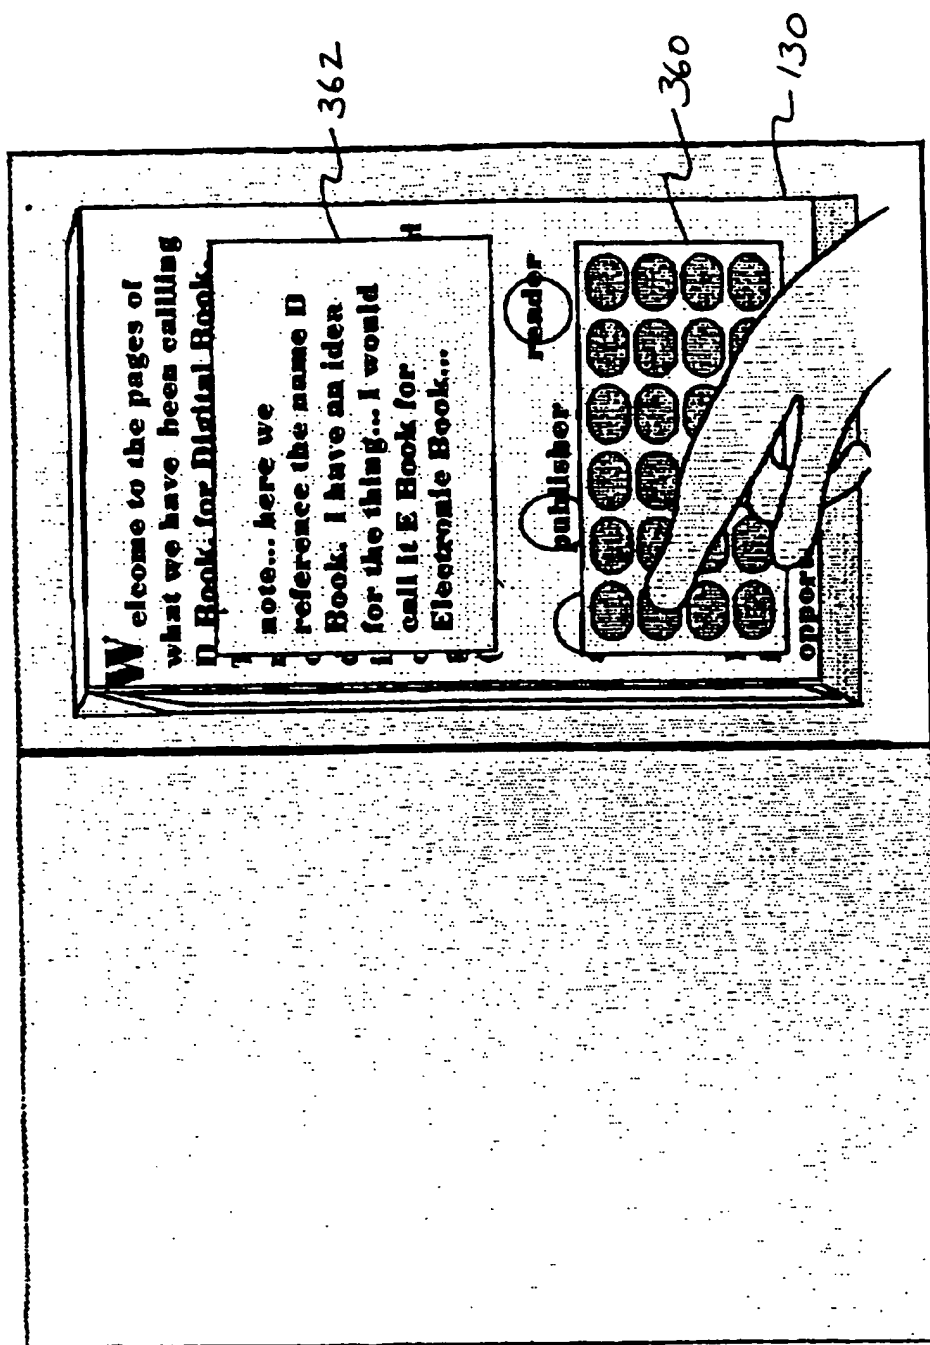 Welcome to the pages of
what we have been callling
D Book, for Digital Book.
note... here we
reference the name D
Book. I have an idea
for the thing... I would
call it E Book for
Electronic Book...
publisher
reader
oppor
362
360
130